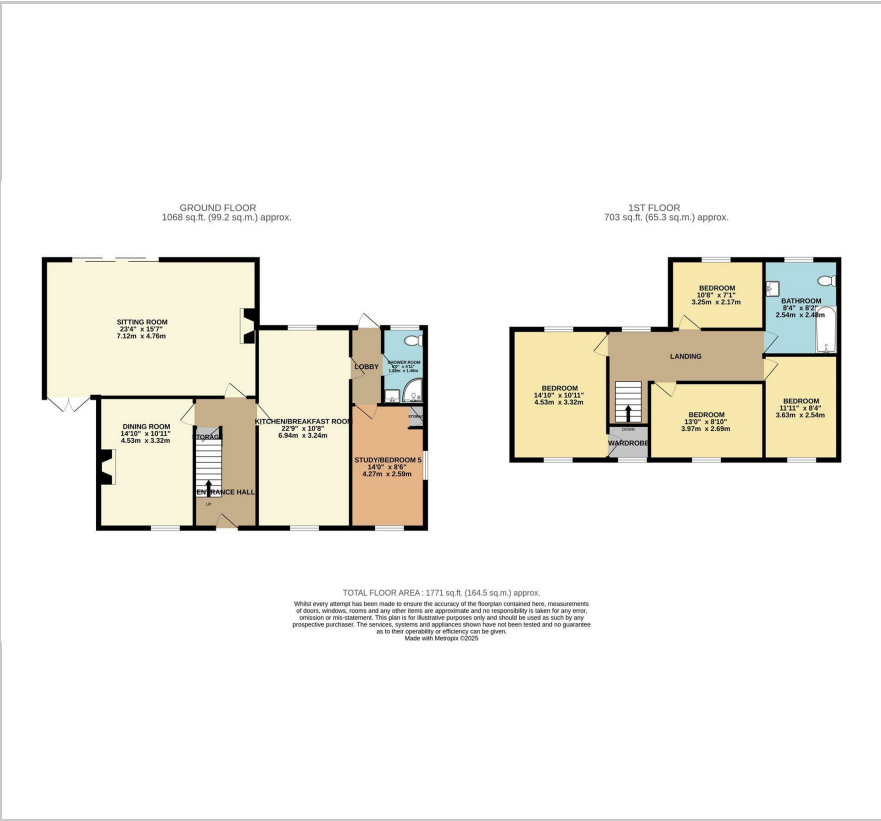 GROUND FLOOR
1068 sq.ft. (99.2 sq.m.) approx.
SITTING ROOM
23'4" x 15'7"
7.12m x 4.76m
DINING ROOM
14'10" x 10'11"
4.53m x 3.32m
STORAGE
ENTRANCE HALL
UP
KITCHEN/BREAKFAST ROOM
22'9" x 10'8"
6.94m x 3.24m
LOBBY
SHOWER ROOM
STUDY/BEDROOM 5
14'0" x 8'6"
4.27m x 2.59m
1ST FLOOR
703 sq.ft. (65.3 sq.m.) approx.
BEDROOM
10'8" x 7'1"
3.25m x 2.17m
BATHROOM
8'4" x 8'2"
2.54m x 2.48m
LANDING
BEDROOM
14'10" x 10'11"
4.53m x 3.32m
BEDROOM
13'0" x 8'10"
3.97m x 2.69m
BEDROOM
11'11" x 8'4"
3.63m x 2.54m
DOWN
WARDROBE
TOTAL FLOOR AREA : 1771 sq.ft. (164.5 sq.m.) approx.
Whilst every attempt has been made to ensure the accuracy of the floorplan contained here, measurements
of doors, windows, rooms and any other items are approximate and no responsibility is taken for any error,
omission or mis-statement. This plan is for illustrative purposes only and should be used as such by any
prospective purchaser. The services, systems and appliances shown have not been tested and no guarantee
as to their operability or efficiency can be given.
Made with Metropix ©2025